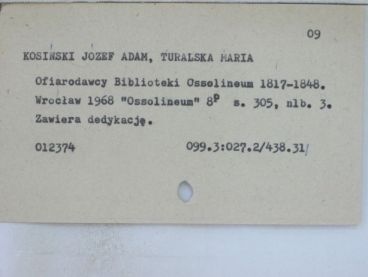 09
KOSIŃSKI JÓZEF ADAM, TURALSKA MARIA
Ofiarodawcy Biblioteki Ossolineum 1817-1848.
Wrocław 1968 "Ossolineum" 8º s. 305, nlb. 3.
Zawiera dedykację.
012374 099.3:027.2/438.31/